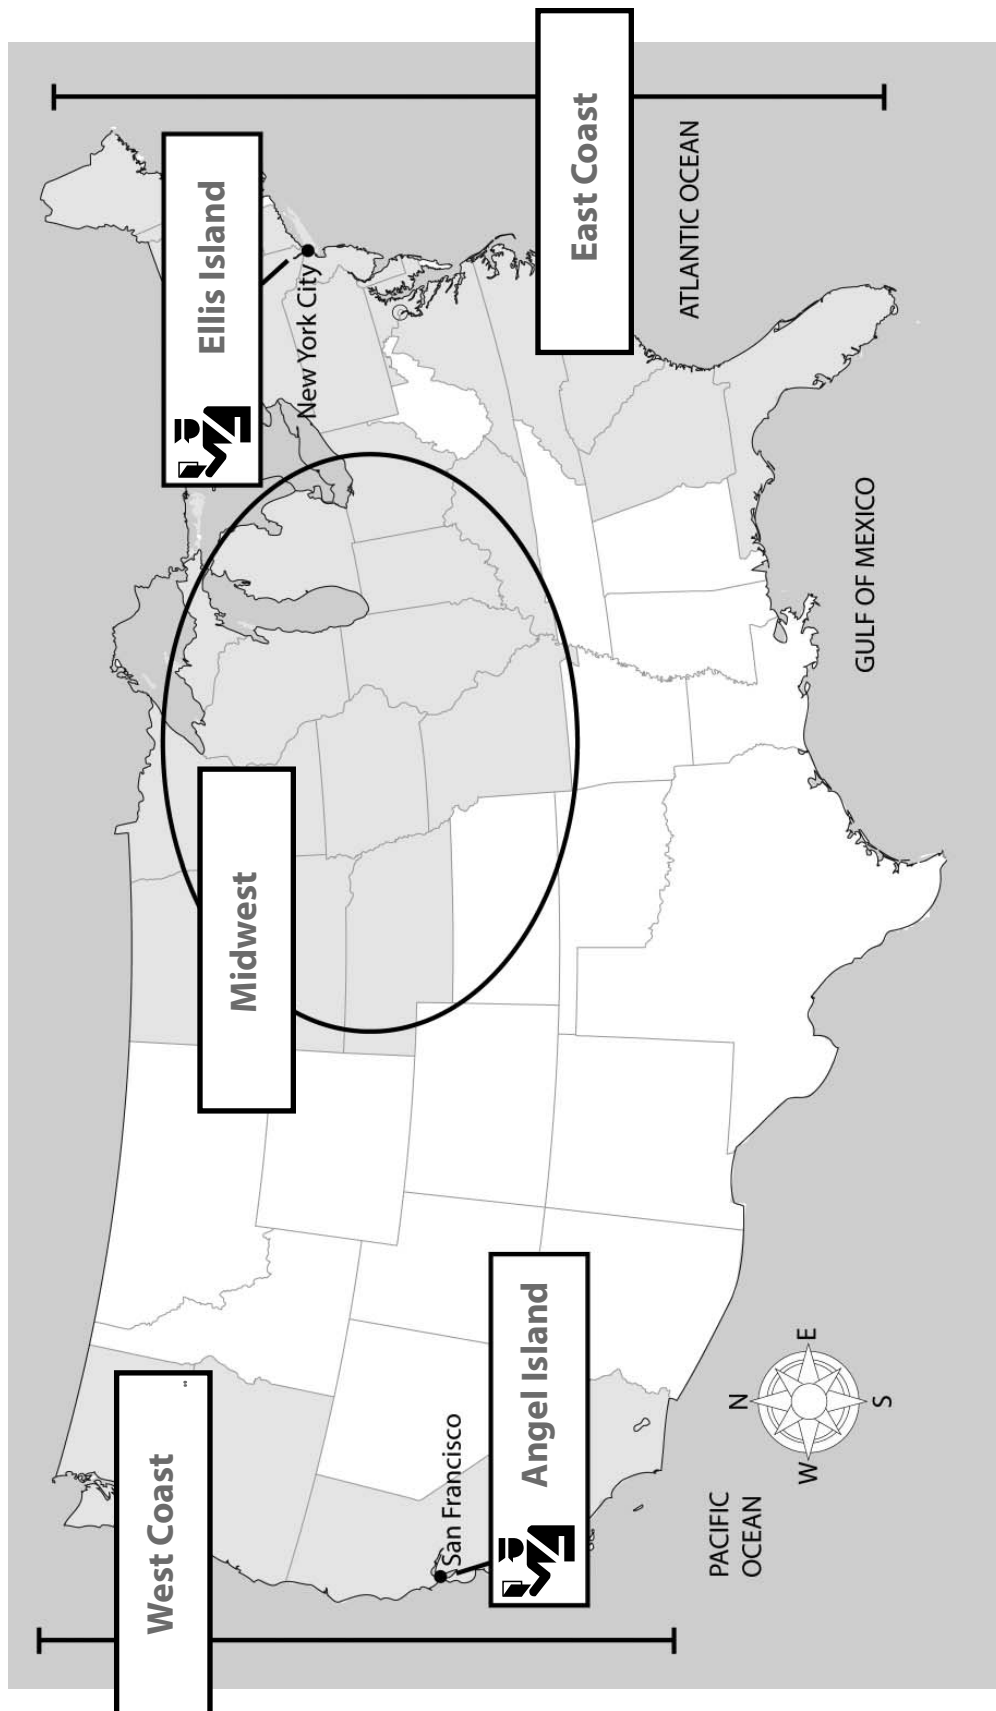 West Coast
Midwest
Ellis Island
New York City
East Coast
ATLANTIC OCEAN
GULF OF MEXICO
San Francisco
Angel Island
PACIFIC
OCEAN
N
E
S
W